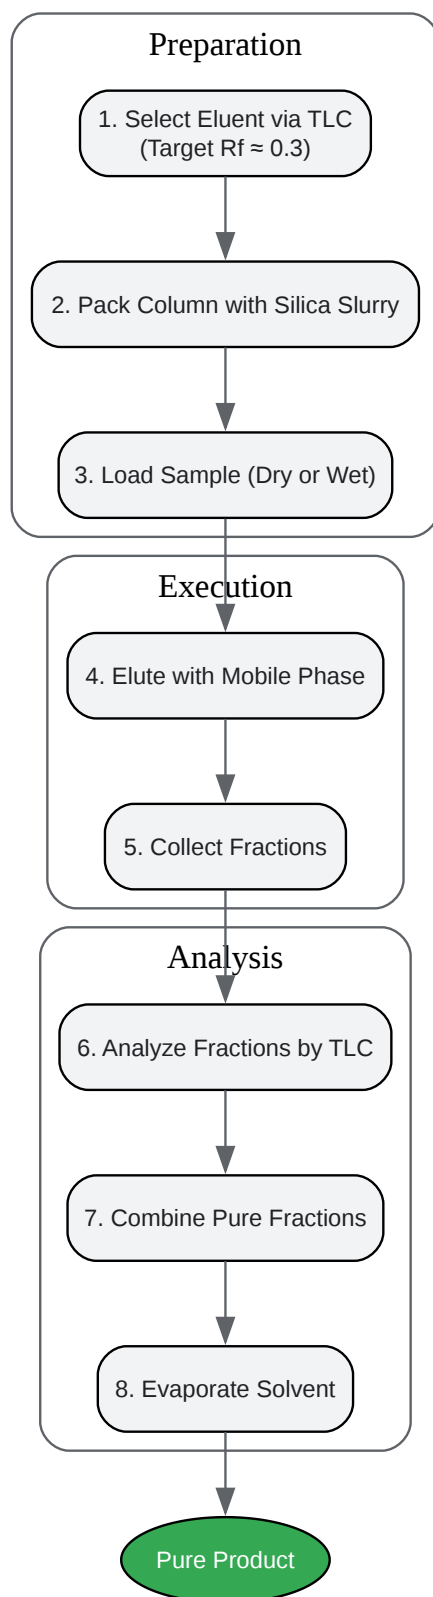 Preparation
1. Select Eluent via TLC
(Target Rf ≈ 0.3)
2. Pack Column with Silica Slurry
3. Load Sample (Dry or Wet)
Execution
4. Elute with Mobile Phase
5. Collect Fractions
Analysis
6. Analyze Fractions by TLC
7. Combine Pure Fractions
8. Evaporate Solvent
Pure Product